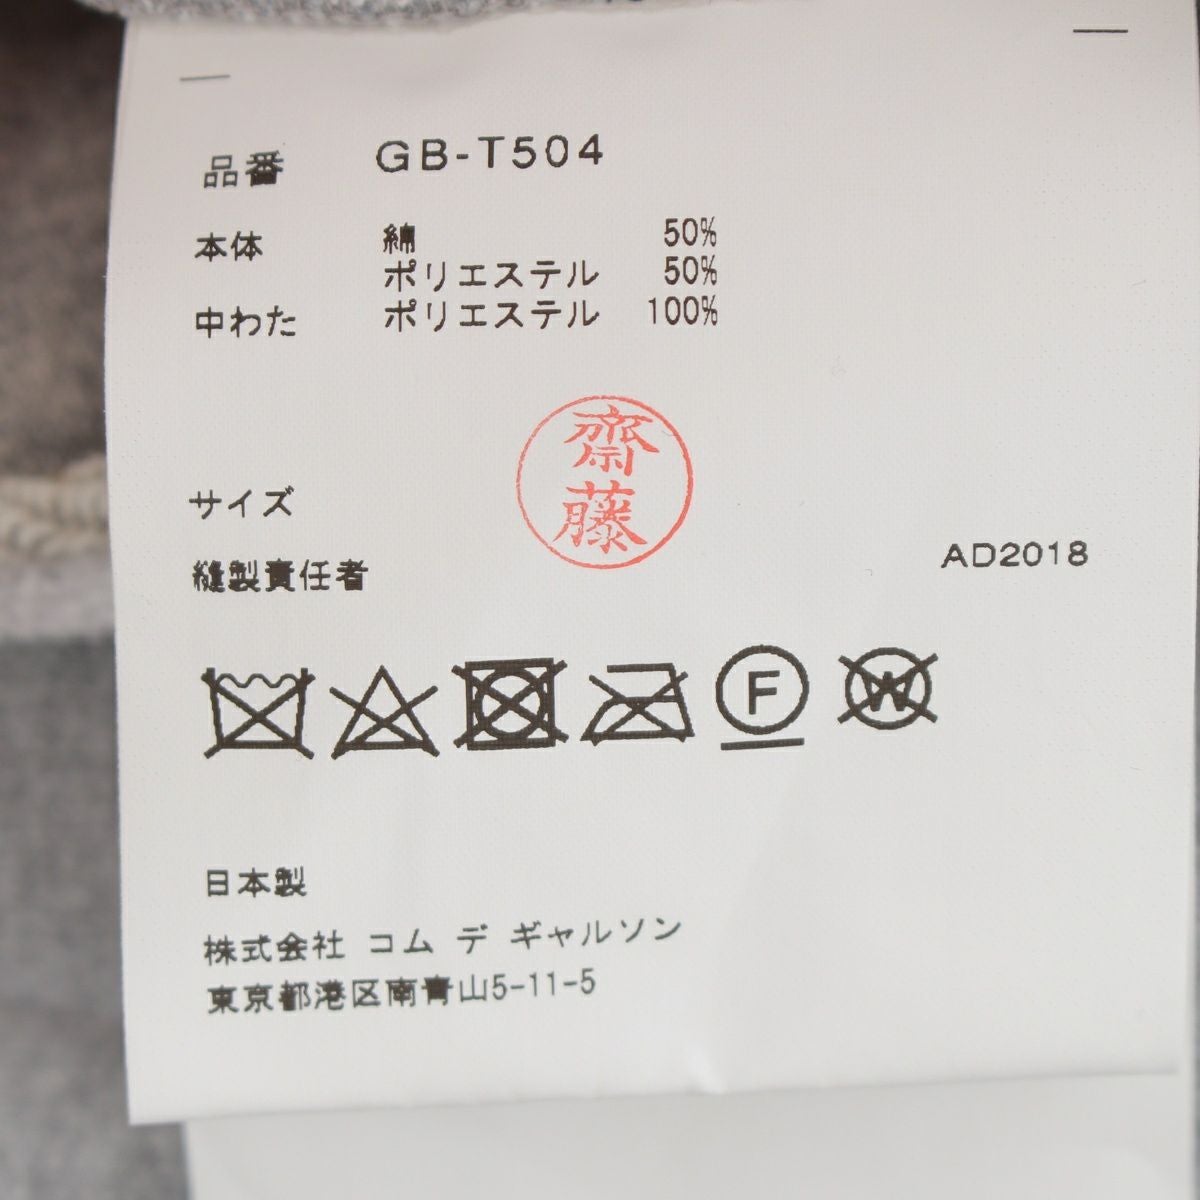 品番 GB-T504
本体 綿 50%
ポリエステル 50%
中わた ポリエステル 100%
齋藤
サイズ
縫製責任者
AD2018
F
W
日本製
株式会社 コム デ ギャルソン
東京都港区南青山5-11-5